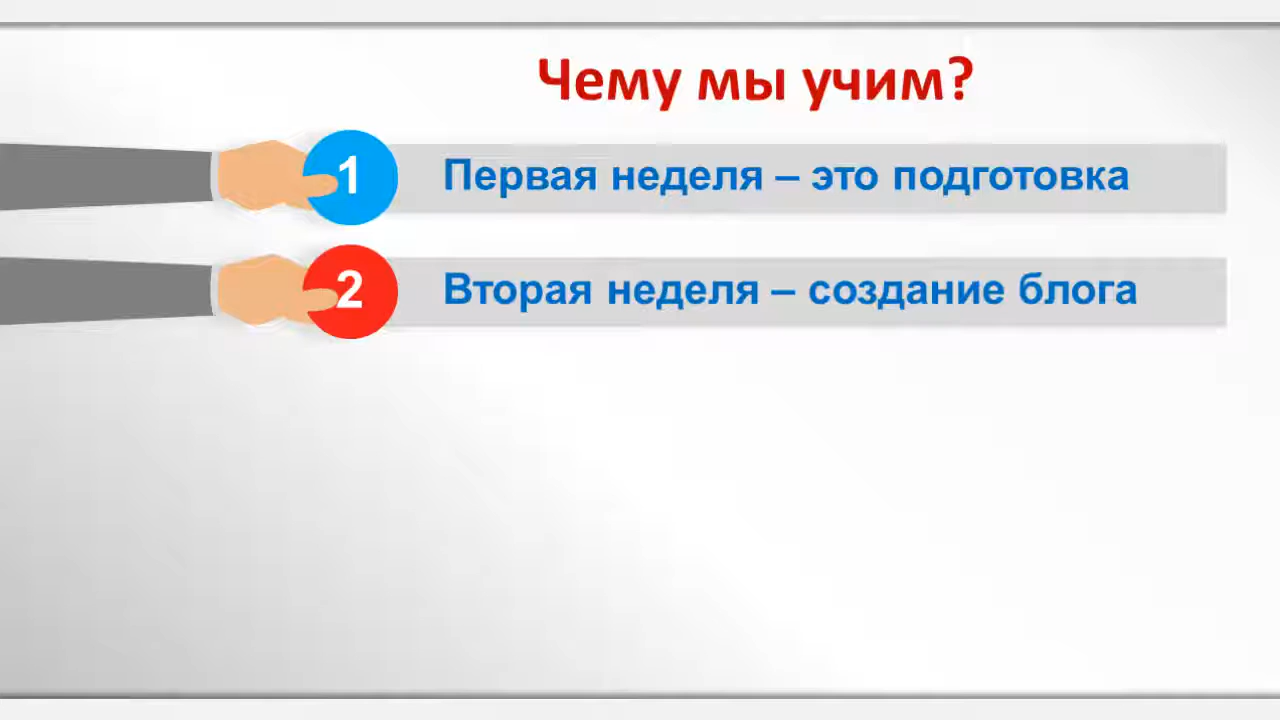 Чему мы учим?
1 Первая неделя – это подготовка
2 Вторая неделя – создание блога